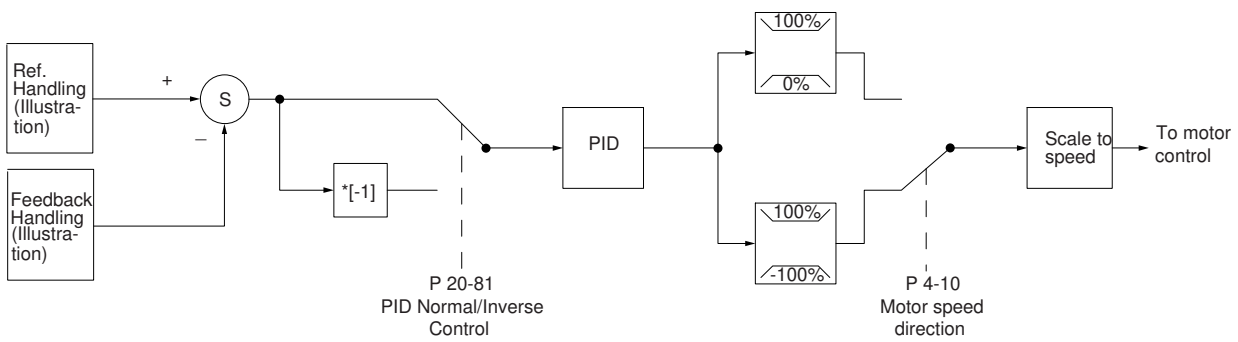 Ref.
Handling
(Illustra-
tion)
+
S
_
Feedback
Handling
(Illustra-
tion)
*[-1]
P 20-81
PID Normal/Inverse
Control
PID
100%
0%
100%
-100%
P 4-10
Motor speed
direction
Scale to
speed
To motor
control